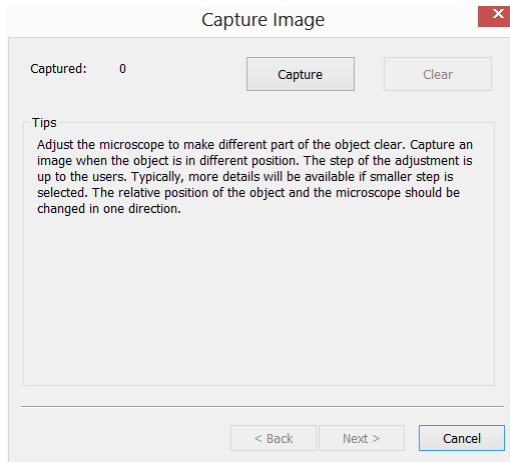 Capture Image
Captured: 0 Capture Clear
Tips
Adjust the microscope to make different part of the object clear. Capture an
image when the object is in different position. The step of the adjustment is
up to the users. Typically, more details will be available if smaller step is
selected. The relative position of the object and the microscope should be
changed in one direction.
< Back Next > Cancel